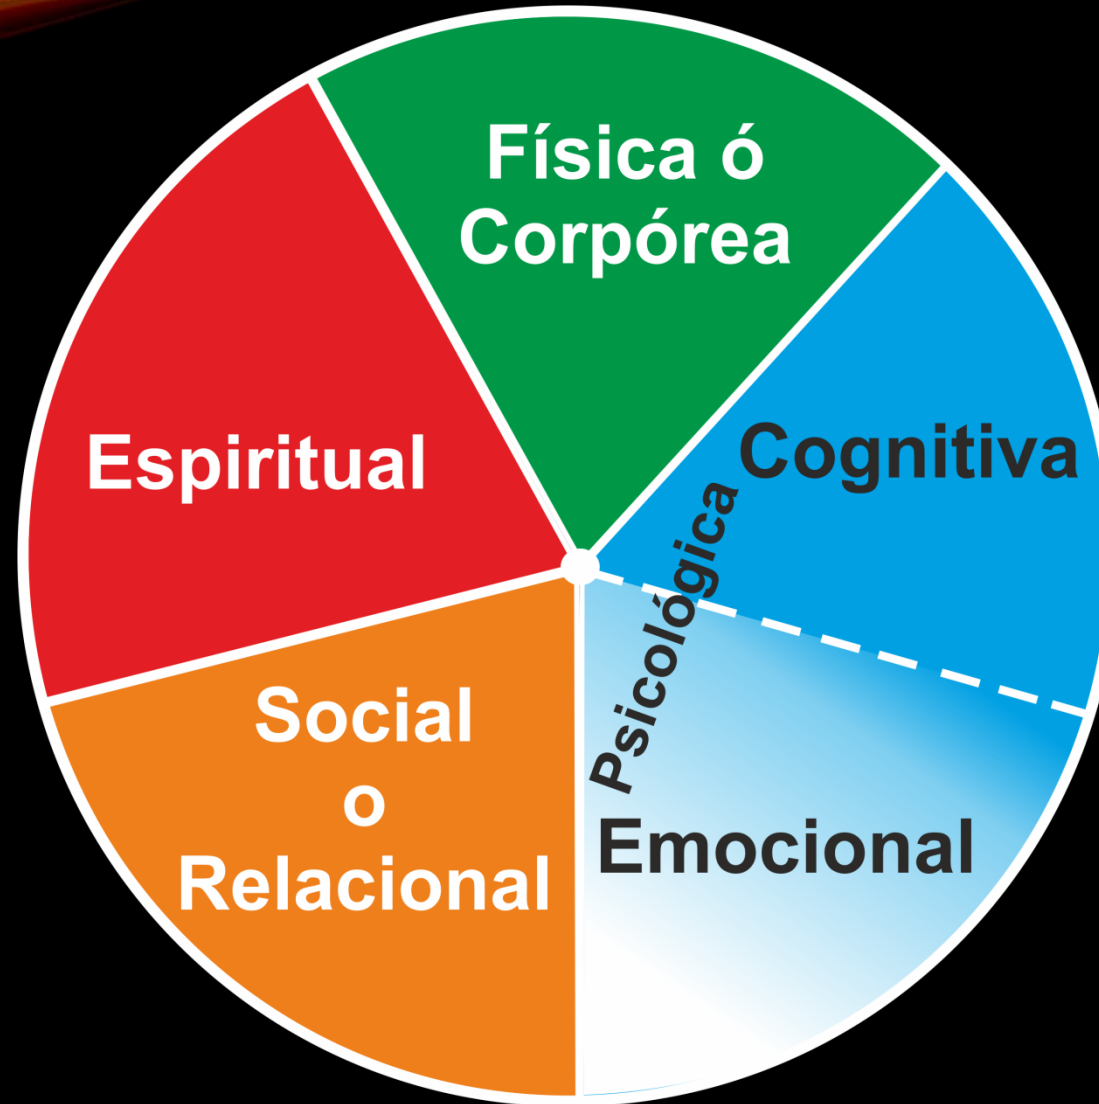 Física ó
Corpórea
Cognitiva
Psicológica
Espiritual
Social
o
Relacional
Emocional